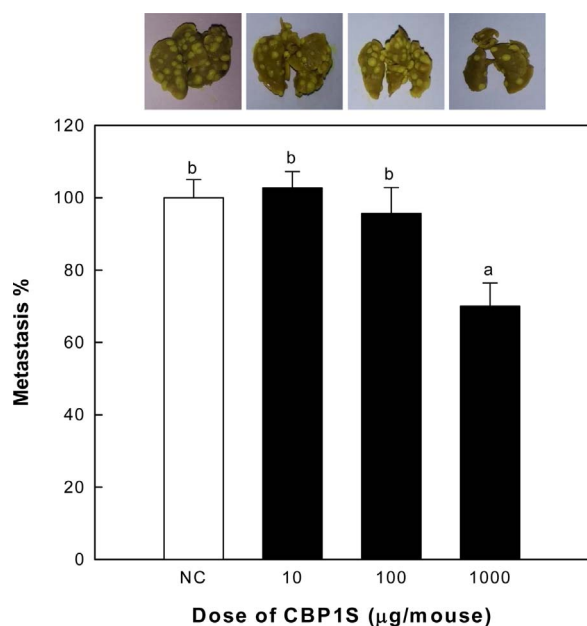 120
100
80
60
40
20
0
Metastasis %
b
b
b
a
NC
10
100
1000
Dose of CBP1S (μg/mouse)